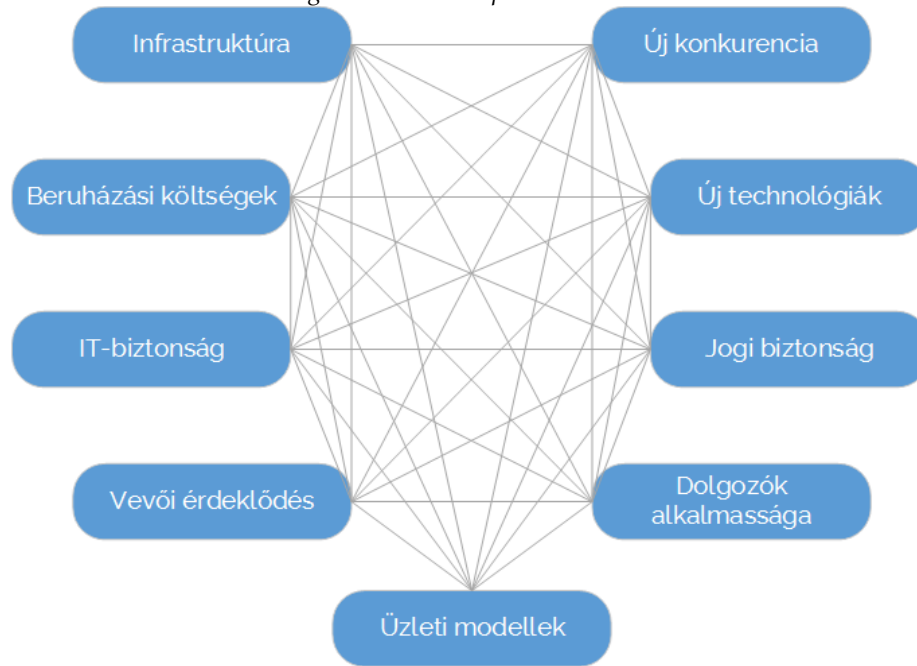 Infrastruktúra
Új konkurencia
Beruházási költségek
Új technológiák
IT-biztonság
Jogi biztonság
Vevői érdeklődés
Dolgozók
alkalmassága
Üzleti modellek